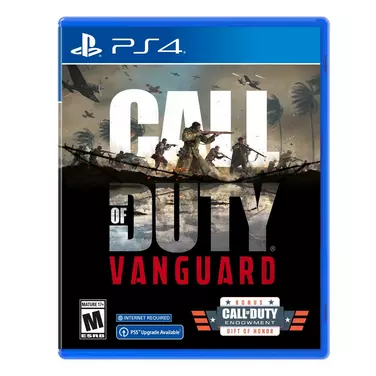 PS4
CALL
OF DUTY®
VANGUARD
MATURE 17+
M
ESRB
INTERNET REQUIRED
PS5™ Upgrade Available
BONUS
CALL OF DUTY
ENDOWMENT
GIFT OF HONOR